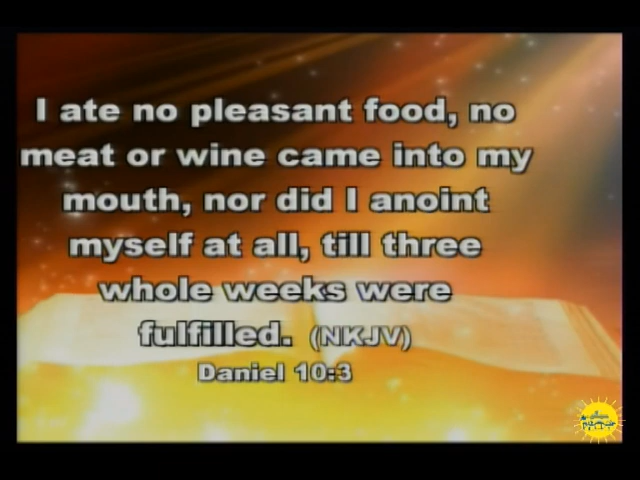 I ate no pleasant food, no
meat or wine came into my
mouth, nor did I anoint
myself at all, till three
whole weeks were
fulfilled. (NKJV)
Daniel 10:3